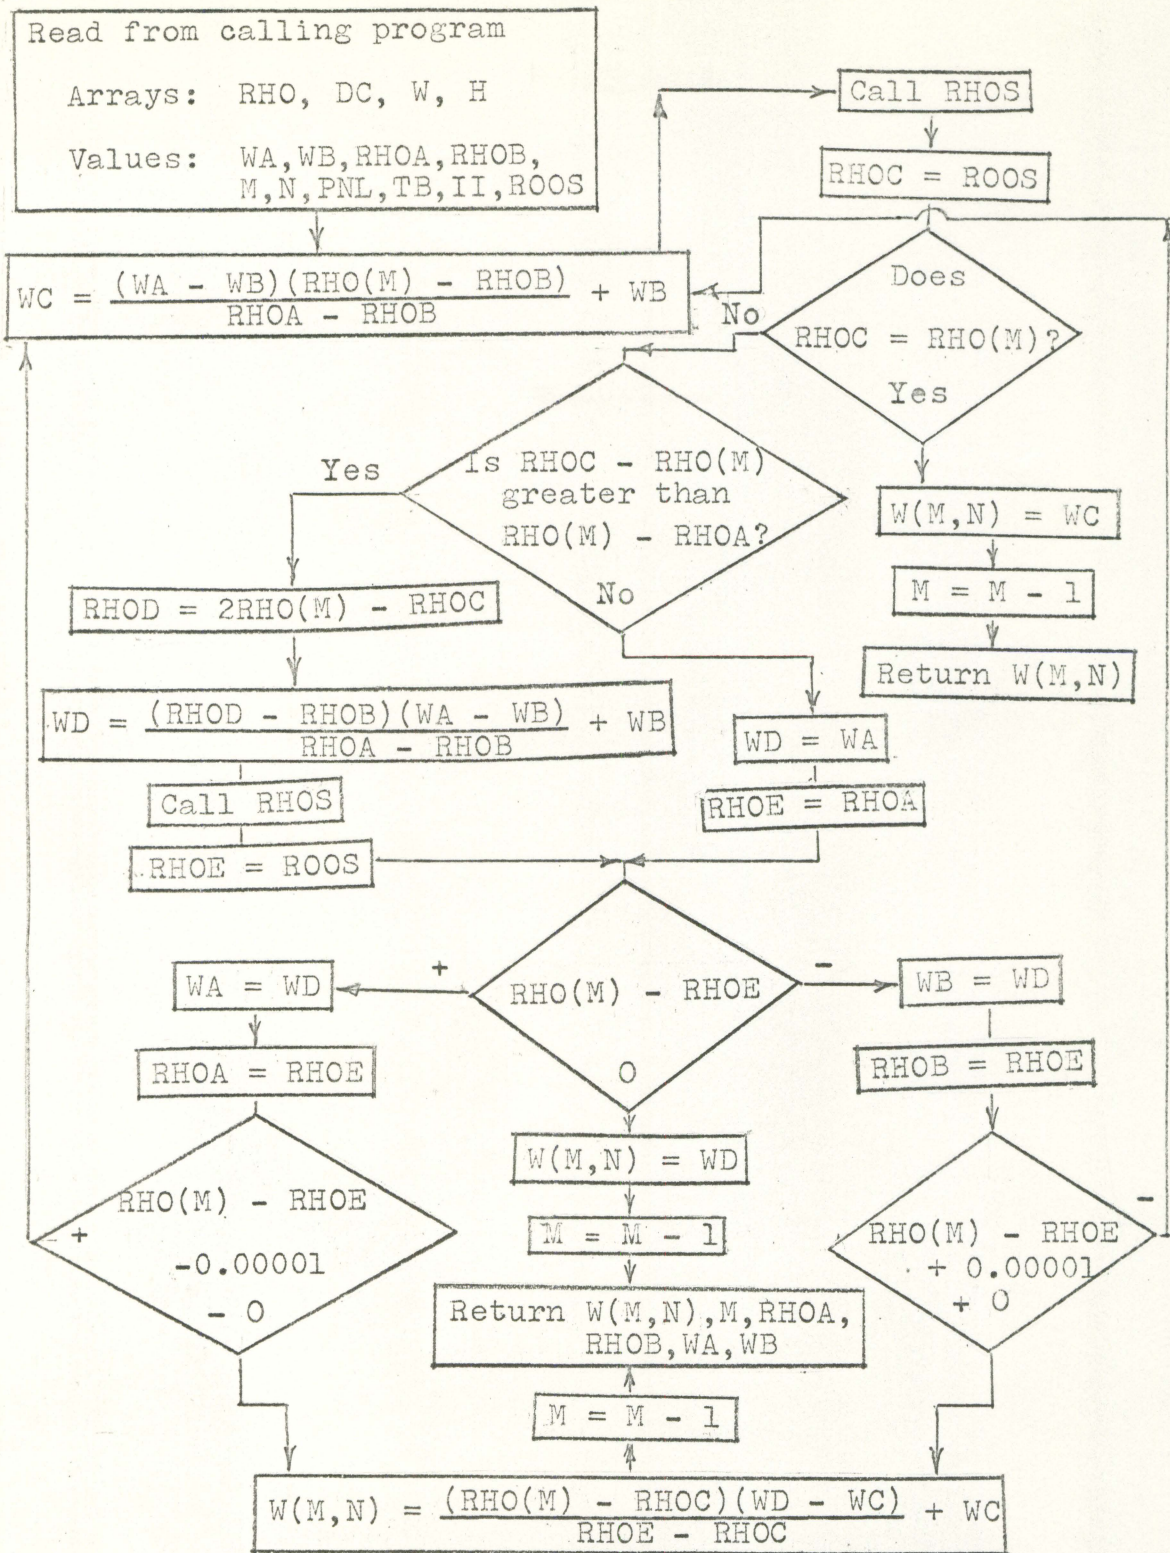 Read from calling program
Arrays: RHO, DC, W, H
Values: WA,WB,RHOA,RHOB,
M,N,PNL,TB,II,ROOS
Call RHOS
RHOC = ROOS
WC = (WA - WB)(RHO(M) - RHOB)
RHOA - RHOB
+ WB
Does
RHOC = RHO(M)?
Yes
No
Is RHOC - RHO(M)
greater than
RHO(M) - RHOA?
No
Yes
W(M,N) = WC
M = M - 1
Return W(M,N)
RHOD = 2RHO(M) - RHOC
WD = (RHOD - RHOB)(WA - WB)
RHOA - RHOB
+ WB
Call RHOS
RHOE = ROOS
WD = WA
RHOE = RHOA
RHO(M) - RHOE
+
-
0
WA = WD
RHOA = RHOE
WB = WD
RHOB = RHOE
RHO(M) - RHOE
-0.00001
- 0
+
W(M,N) = WD
M = M - 1
Return W(M,N),M,RHOA,
RHOB,WA,WB
M = M - 1
RHO(M) - RHOE
+ 0.00001
+ 0
-
W(M,N) = (RHO(M) - RHOC)(WD - WC)
RHOE - RHOC
+ WC